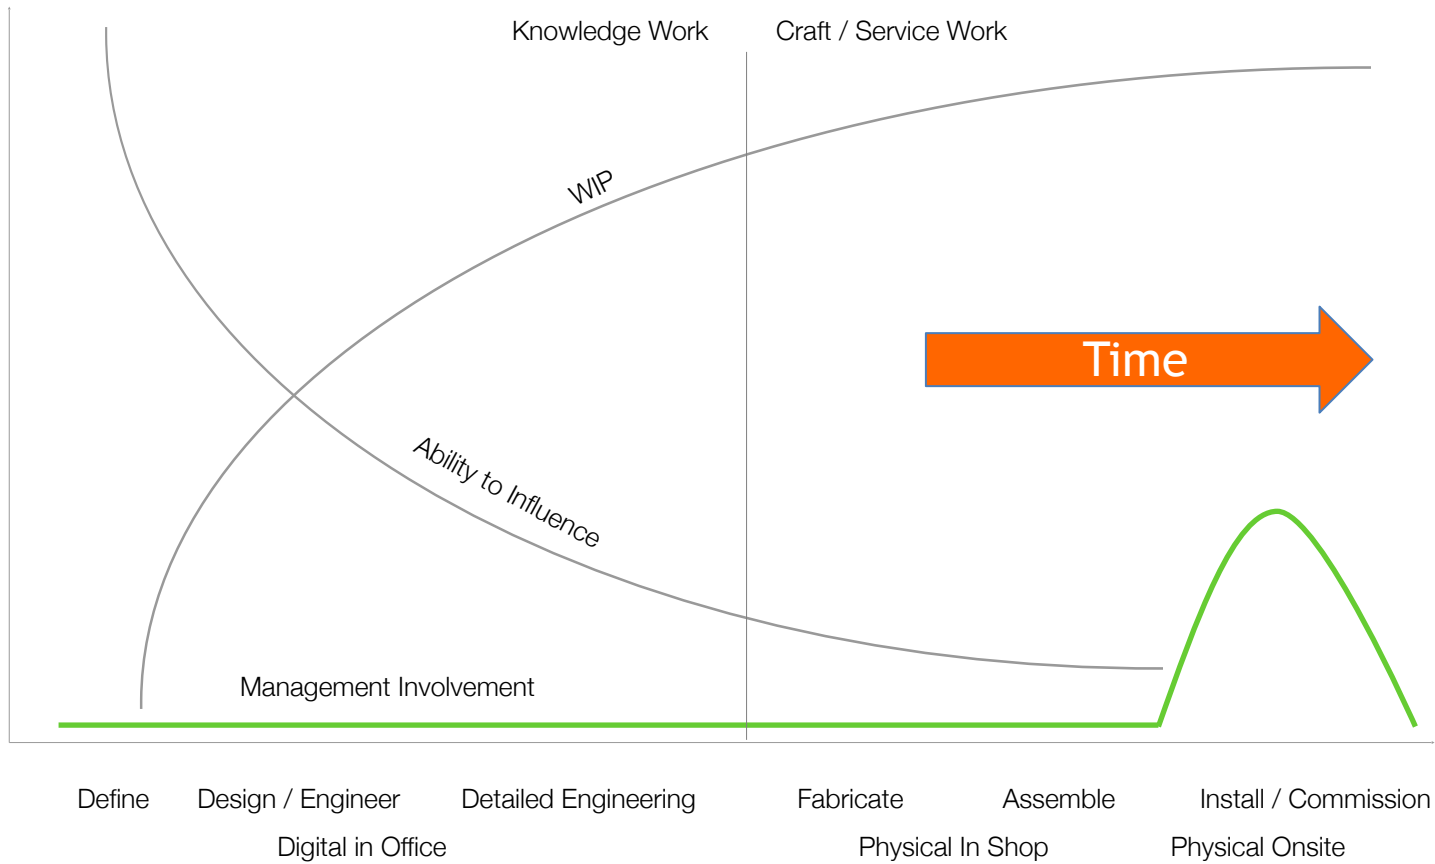 Knowledge Work
Craft / Service Work
WIP
Time
Ability to Influence
Management Involvement
Define
Design / Engineer
Detailed Engineering
Fabricate
Assemble
Install / Commission
Digital in Office
Physical In Shop
Physical Onsite